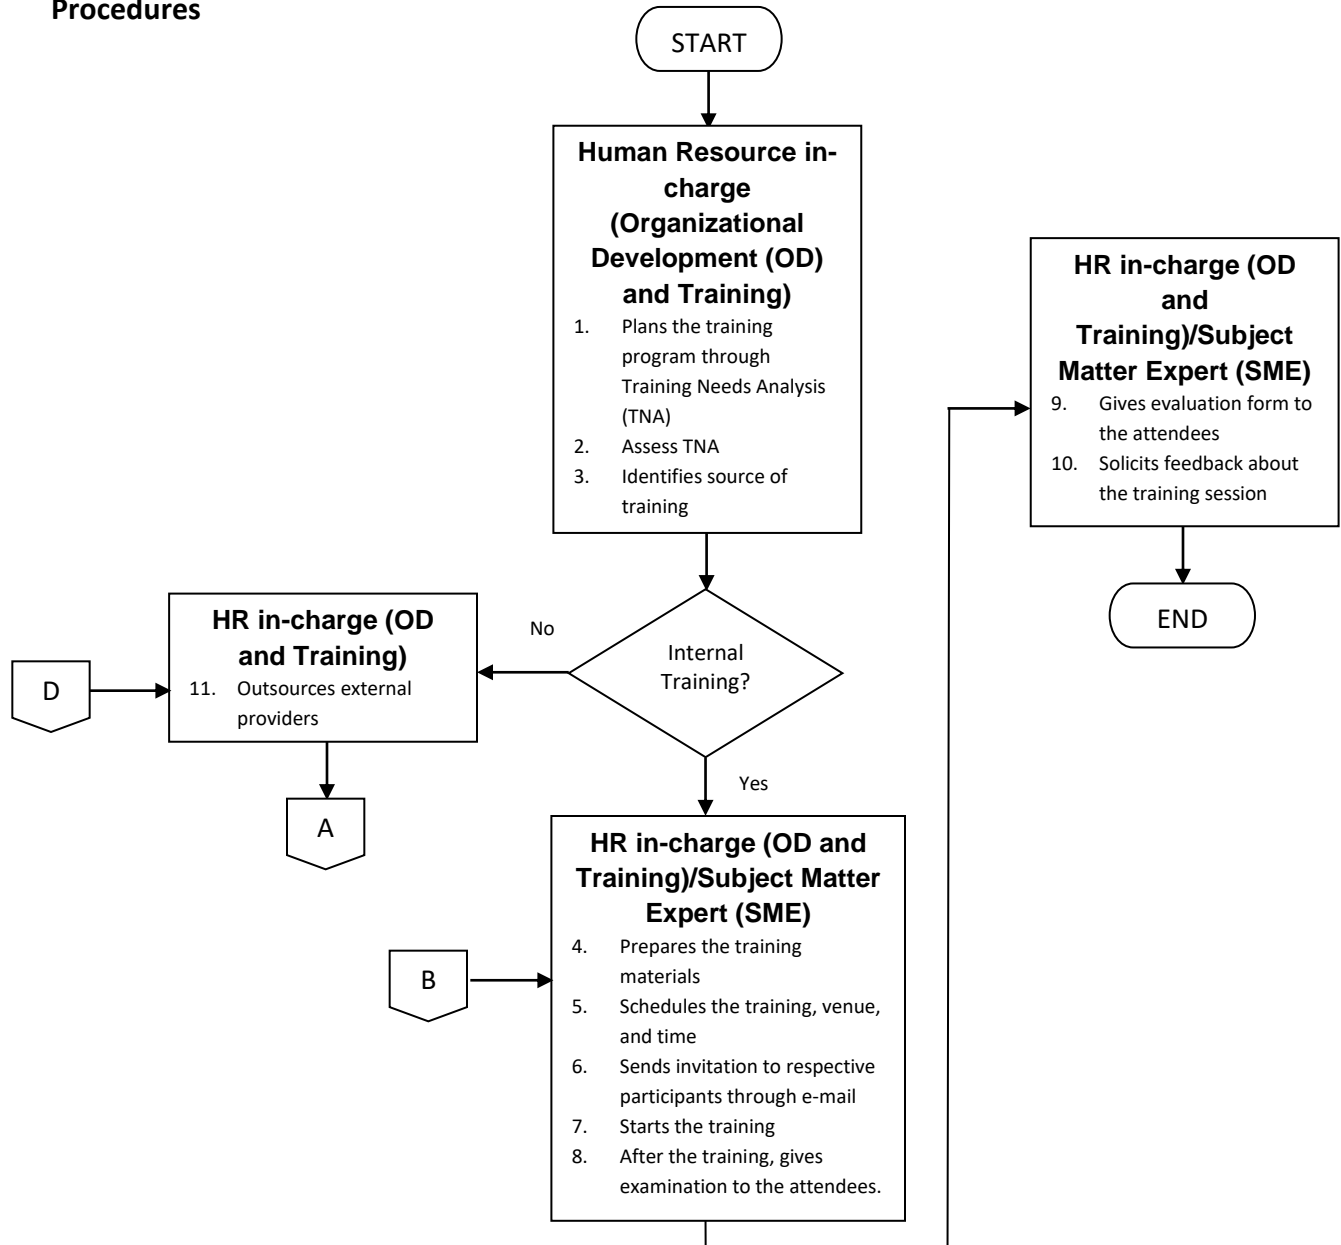 Procedures
START
Human Resource in-
charge
(Organizational
Development (OD)
and Training)
1. Plans the training
program through
Training Needs Analysis
(TNA)
2. Assess TNA
3. Identifies source of
training
Internal
Training?
No
Yes
HR in-charge (OD
and Training)
11. Outsources external
providers
D
A
HR in-charge (OD and
Training)/Subject Matter
Expert (SME)
4. Prepares the training
materials
5. Schedules the training, venue,
and time
6. Sends invitation to respective
participants through e-mail
7. Starts the training
8. After the training, gives
examination to the attendees.
B
HR in-charge (OD
and
Training)/Subject
Matter Expert (SME)
9. Gives evaluation form to
the attendees
10. Solicits feedback about
the training session
END